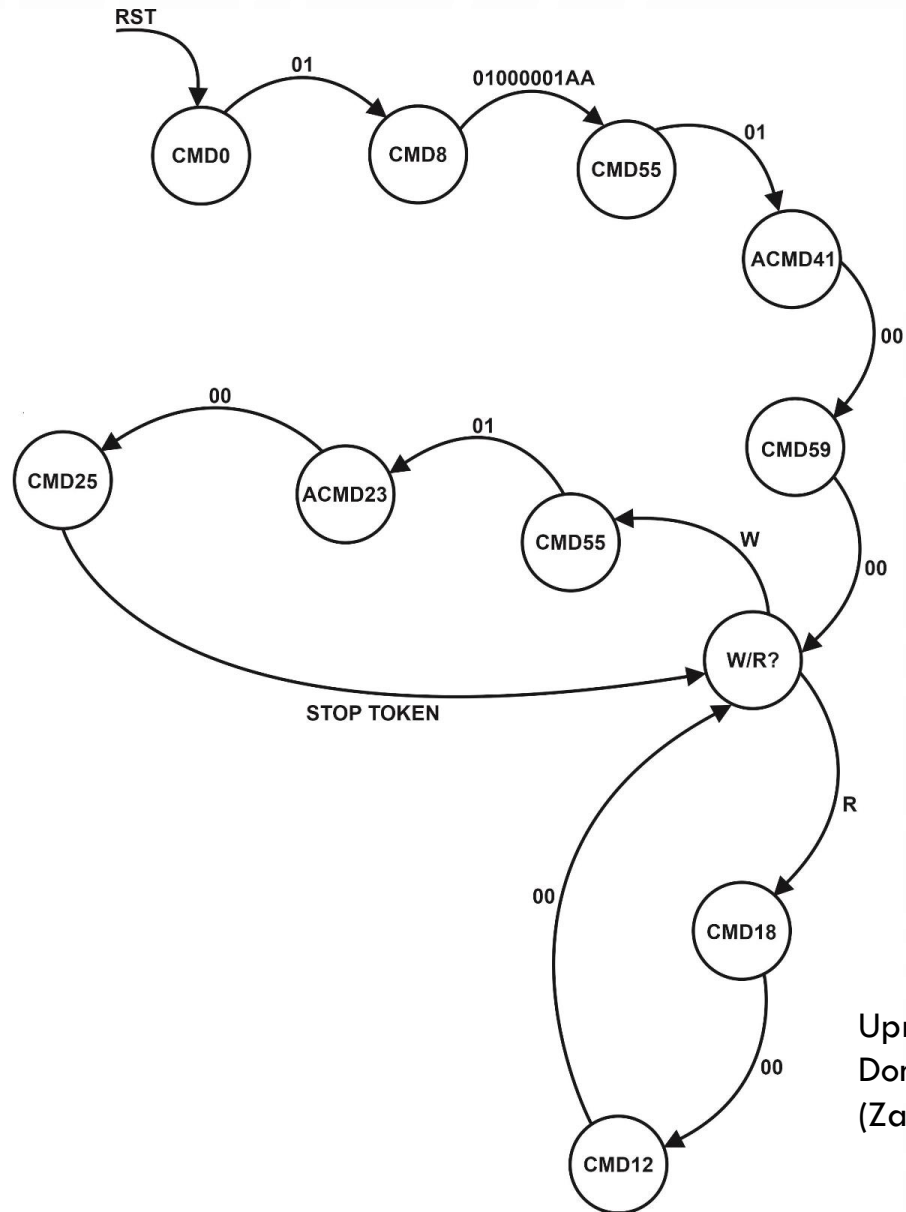 RST
01
01000001AA
CMD0
CMD8
CMD55
01
ACMD41
00
CMD59
00
W/R?
W
CMD55
01
ACMD23
00
CMD25
STOP TOKEN
R
CMD18
00
CMD12
00